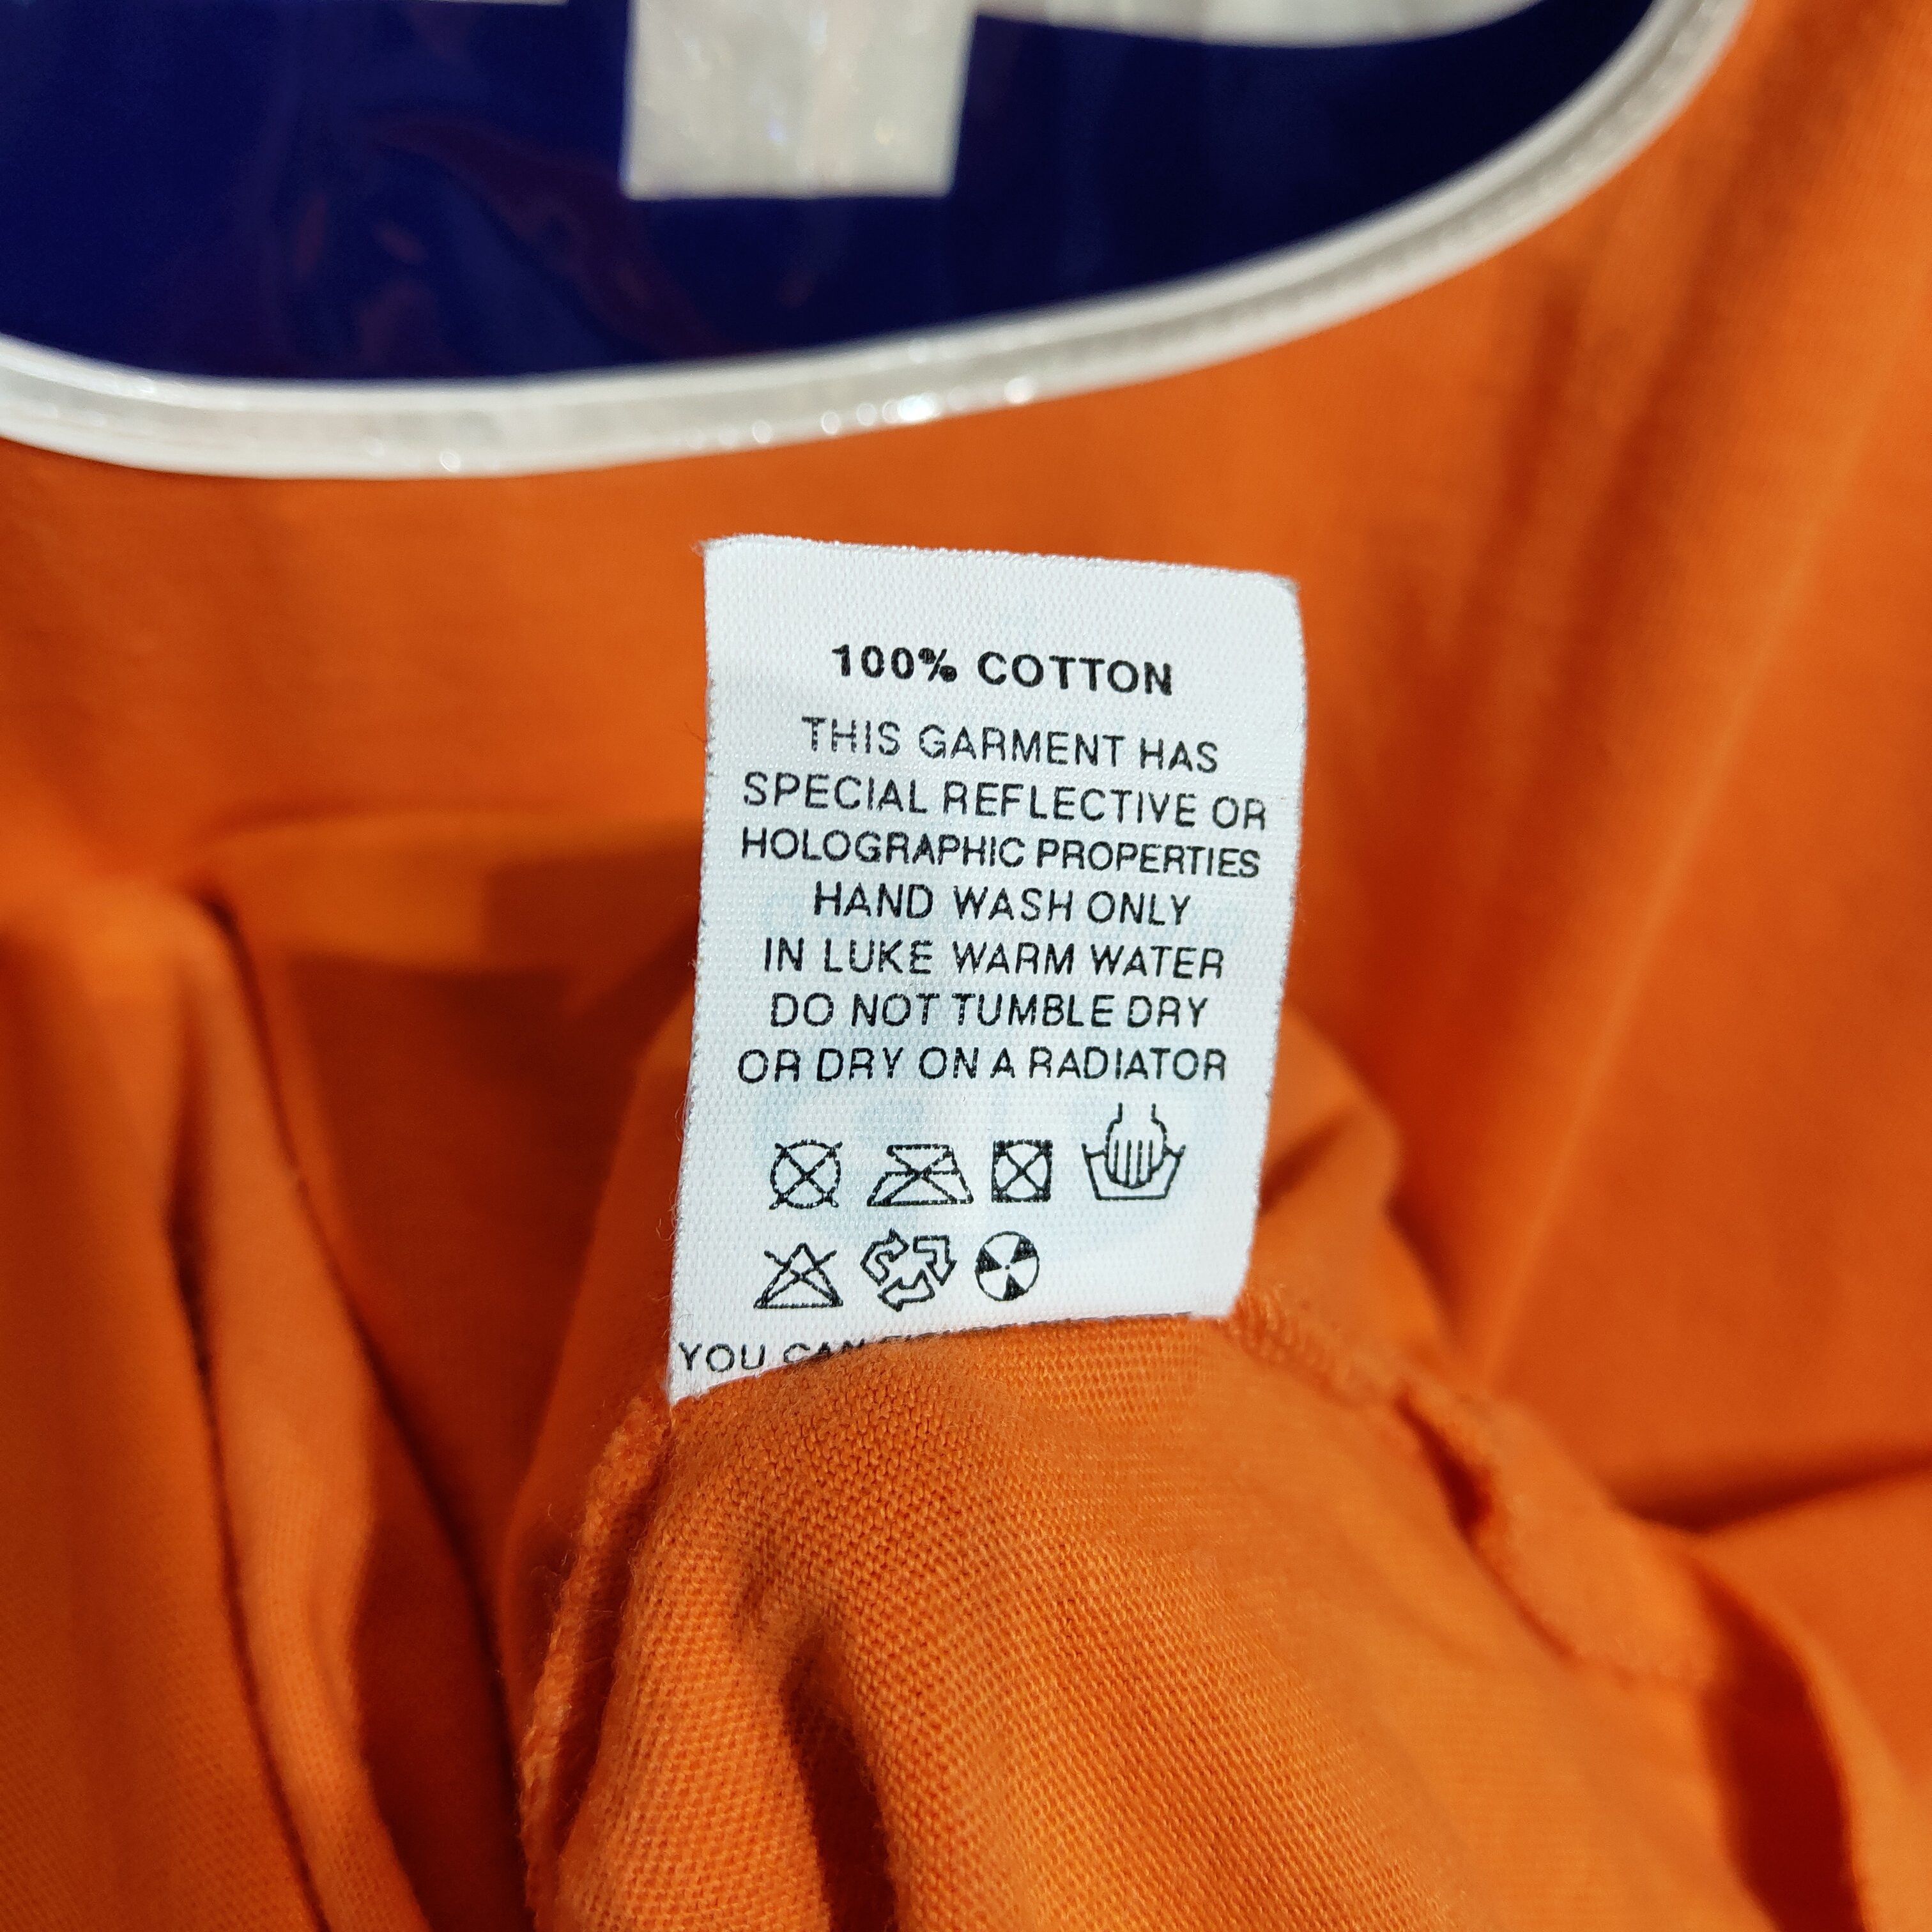 100% COTTON
THIS GARMENT HAS
SPECIAL REFLECTIVE OR
HOLOGRAPHIC PROPERTIES
HAND WASH ONLY
IN LUKE WARM WATER
DO NOT TUMBLE DRY
OR DRY ON A RADIATOR
YOU CAN